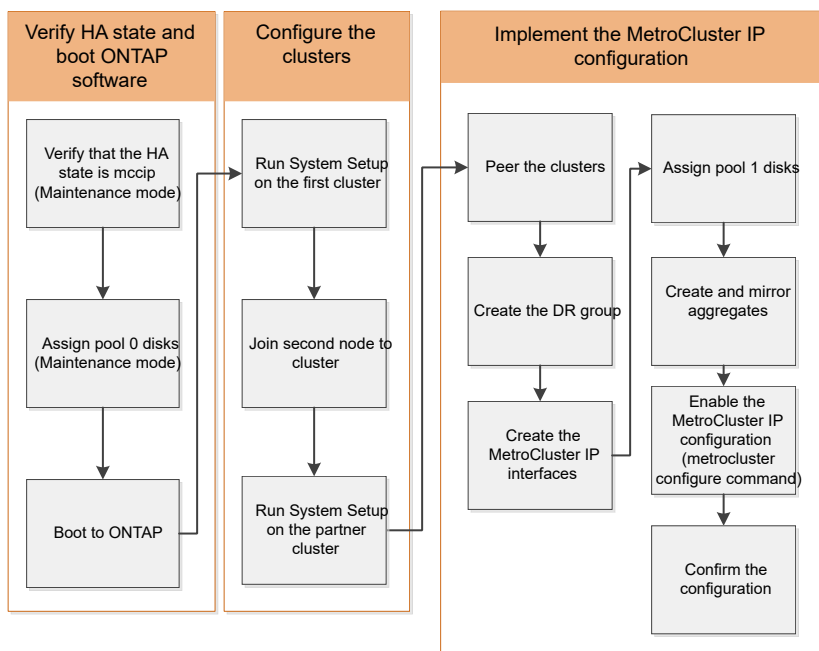 Verify HA state and
boot ONTAP
software
Verify that the HA
state is mccip
(Maintenance mode)
Assign pool 0 disks
(Maintenance mode)
Boot to ONTAP
Configure the
clusters
Run System Setup
on the first cluster
Join second node to
cluster
Run System Setup
on the partner
cluster
Implement the MetroCluster IP
configuration
Peer the clusters
Create the DR group
Create the
MetroCluster IP
interfaces
Assign pool 1 disks
Create and mirror
aggregates
Enable the
MetroCluster IP
configuration
(metrocluster
configure command)
Confirm the
configuration